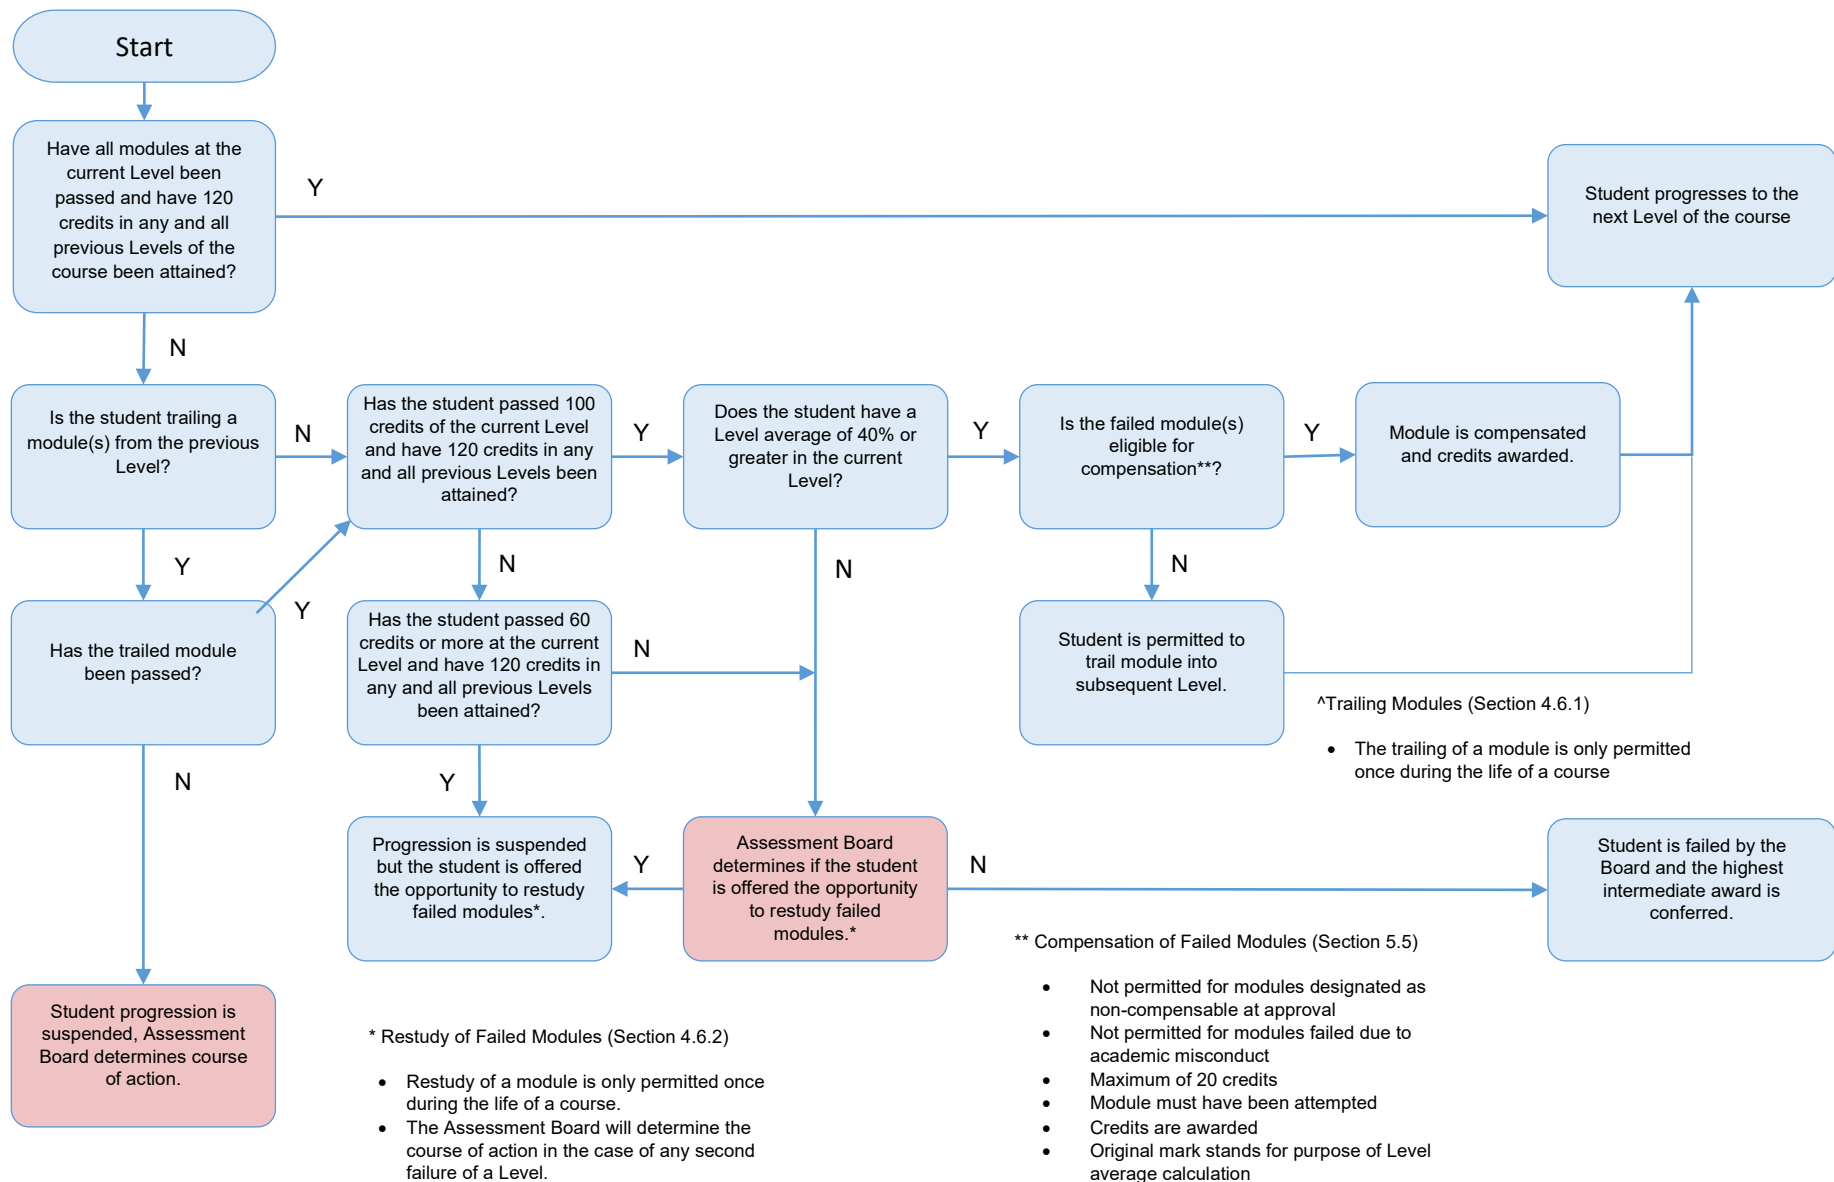 Start
Have all modules at the
current Level been
passed and have 120
credits in any and all
previous Levels of the
course been attained?
Y
Student progresses to the
next Level of the course
N
Is the student trailing a
module(s) from the previous
Level?
N
Has the student passed 100
credits of the current Level
and have 120 credits in any
and all previous Levels been
attained?
Y
Does the student have a
Level average of 40% or
greater in the current
Level?
Y
Is the failed module(s)
eligible for
compensation**?
Y
Module is compensated
and credits awarded.
Y
Y
N
N
N
Has the trailed module
been passed?
Has the student passed 60
credits or more at the current
Level and have 120 credits in
any and all previous Levels
been attained?
N
Student is permitted to
trail module into
subsequent Level.
^Trailing Modules (Section 4.6.1)
• The trailing of a module is only permitted
once during the life of a course
N
Y
Progression is suspended
but the student is offered
the opportunity to restudy
failed modules*.
Y
Assessment Board
determines if the student
is offered the opportunity
to restudy failed
modules.*
N
Student is failed by the
Board and the highest
intermediate award is
conferred.
Student progression is
suspended, Assessment
Board determines course
of action.
* Restudy of Failed Modules (Section 4.6.2)
• Restudy of a module is only permitted once
during the life of a course.
• The Assessment Board will determine the
course of action in the case of any second
failure of a Level.
** Compensation of Failed Modules (Section 5.5)
• Not permitted for modules designated as
non-compensable at approval
• Not permitted for modules failed due to
academic misconduct
• Maximum of 20 credits
• Module must have been attempted
• Credits are awarded
• Original mark stands for purpose of Level
average calculation